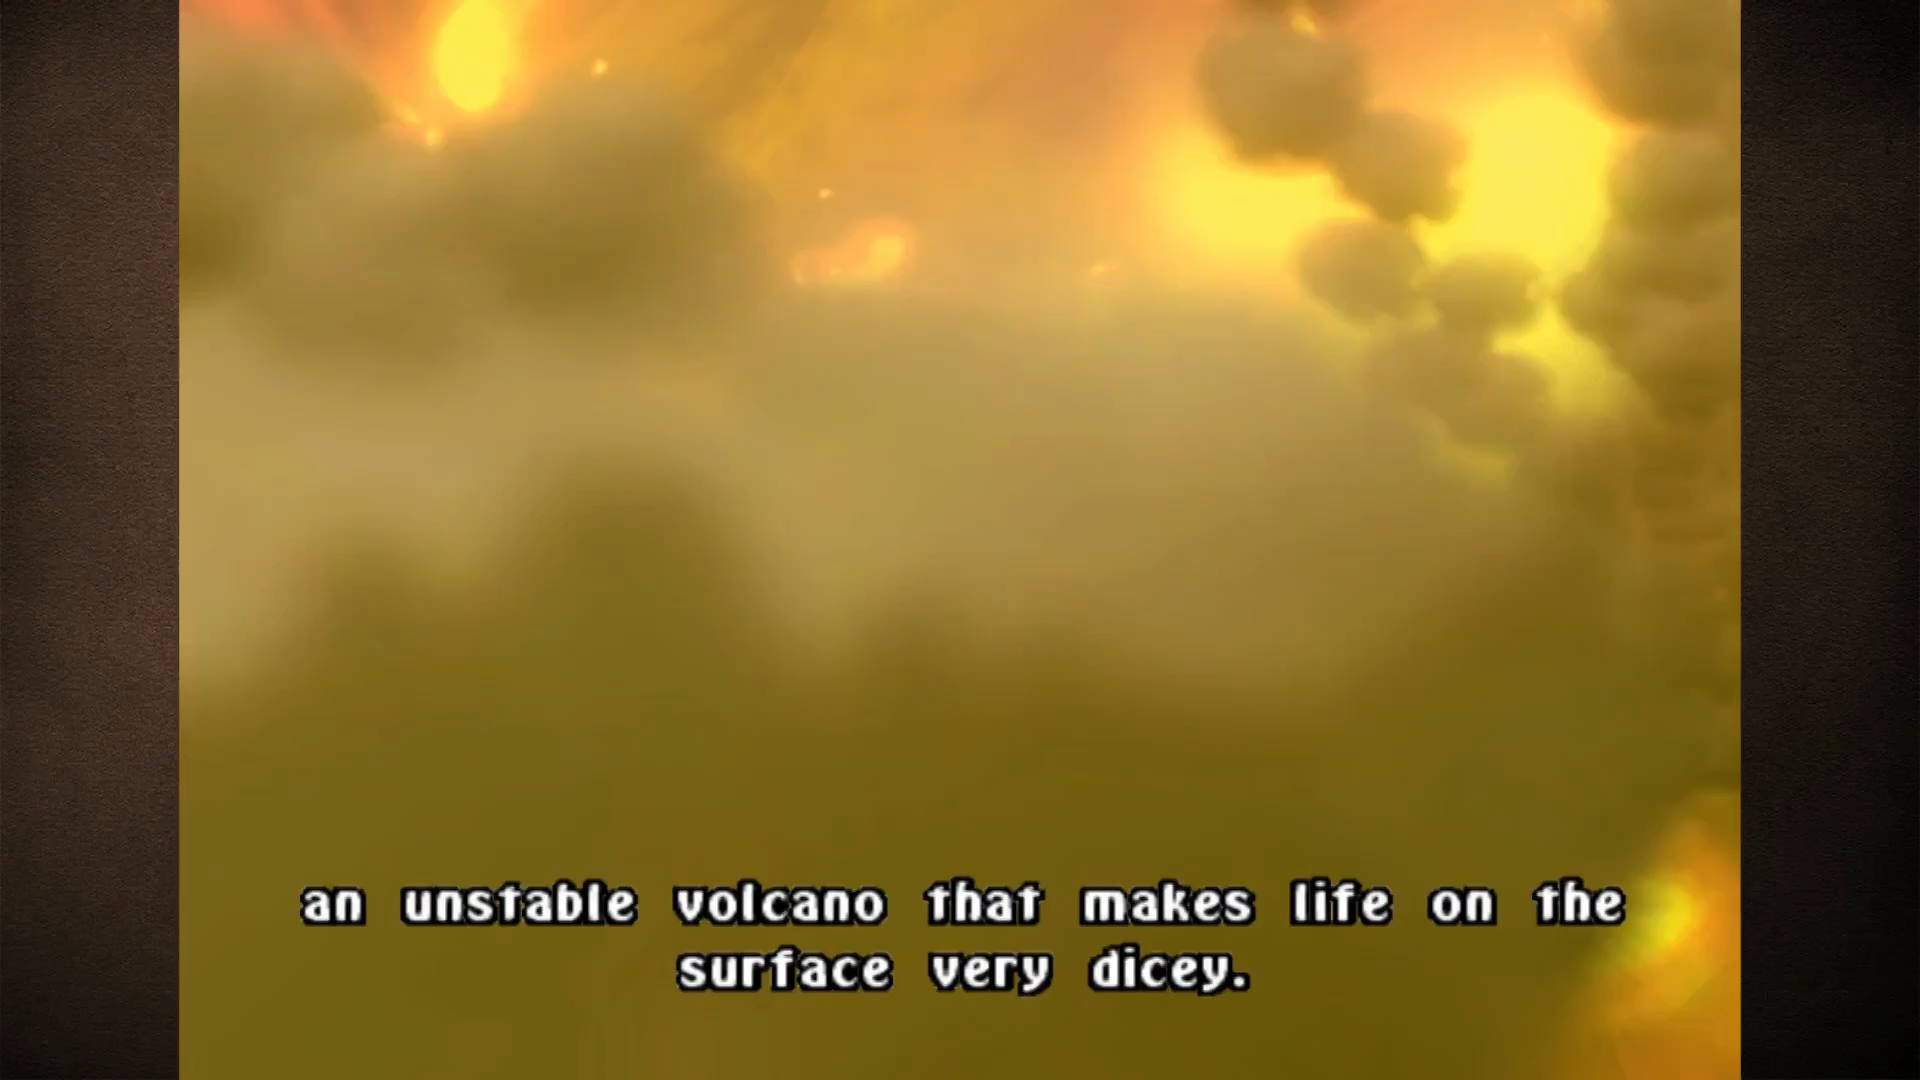 an unstable volcano that makes life on the
surface very dicey.